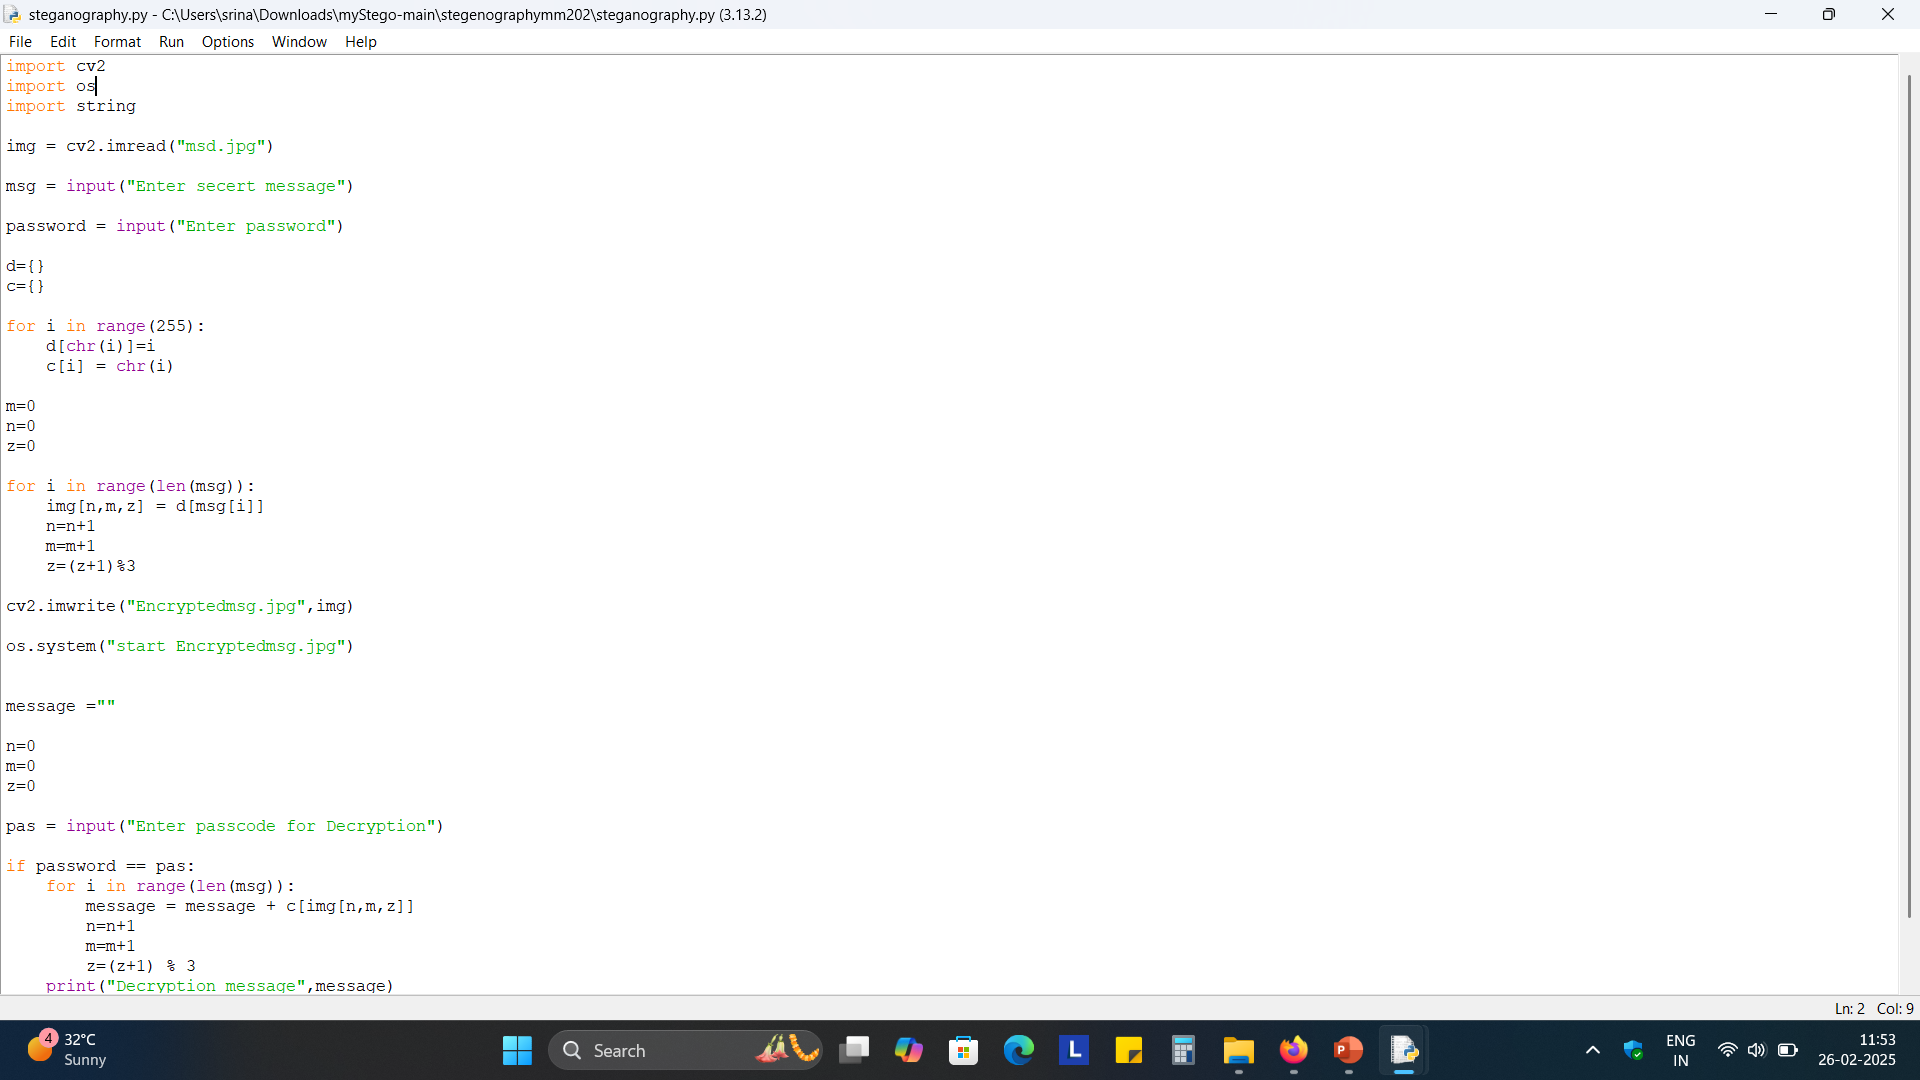 steganography.py - C:\Users\srina\Downloads\myStego-main\stegenographymm202\steganography.py (3.13.2)
File Edit Format Run Options Window Help
import cv2
import os
import string
img = cv2.imread("msd.jpg")
msg = input("Enter secert message")
password = input("Enter password")
d={}
c={}
for i in range(255):
    d[chr(i)]=i
    c[i] = chr(i)
m=0
n=0
z=0
for i in range(len(msg)):
    img[n,m,z] = d[msg[i]]
    n=n+1
    m=m+1
    z=(z+1)%3
cv2.imwrite("Encryptedmsg.jpg",img)
os.system("start Encryptedmsg.jpg")
message =""
n=0
m=0
z=0
pas = input("Enter passcode for Decryption")
if password == pas:
    for i in range(len(msg)):
        message = message + c[img[n,m,z]]
        n=n+1
        m=m+1
        z=(z+1) % 3
    print("Decryption message",message)
Ln: 2 Col: 9
4
32°C
Sunny
Search
L
P
ENG
IN
11:53
26-02-2025